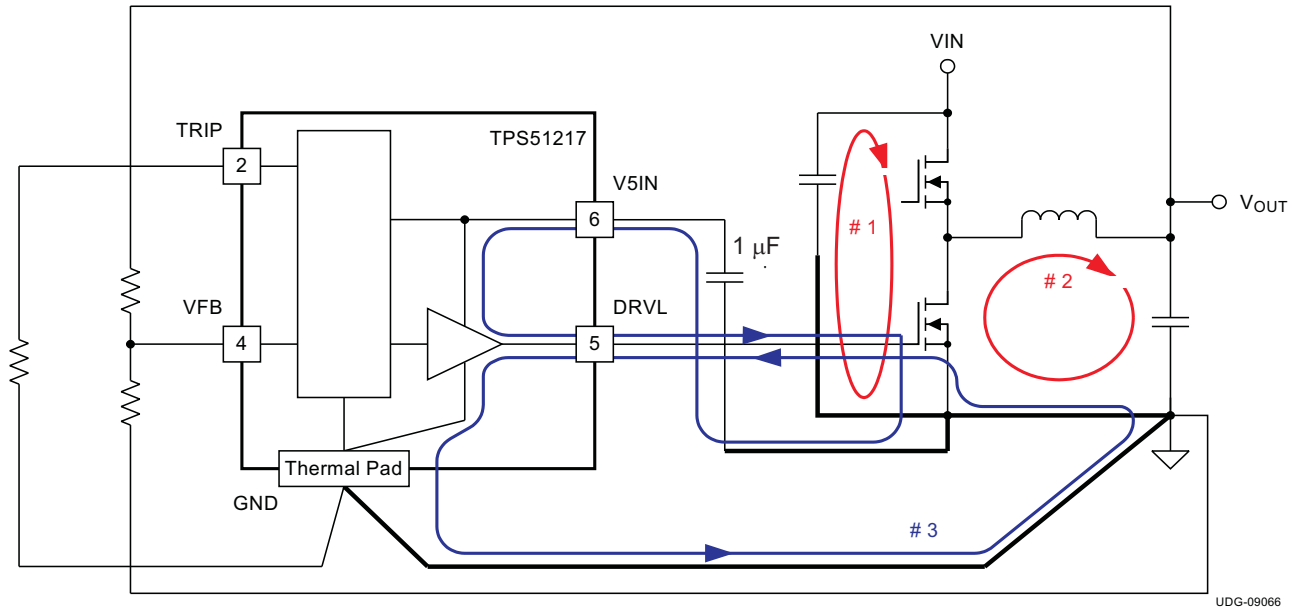 VIN
TRIP
TPS51217
2
V5IN
6
VOUT
# 1
1 μF
# 2
VFB
DRVL
4
5
Thermal Pad
GND
# 3
UDG-09066